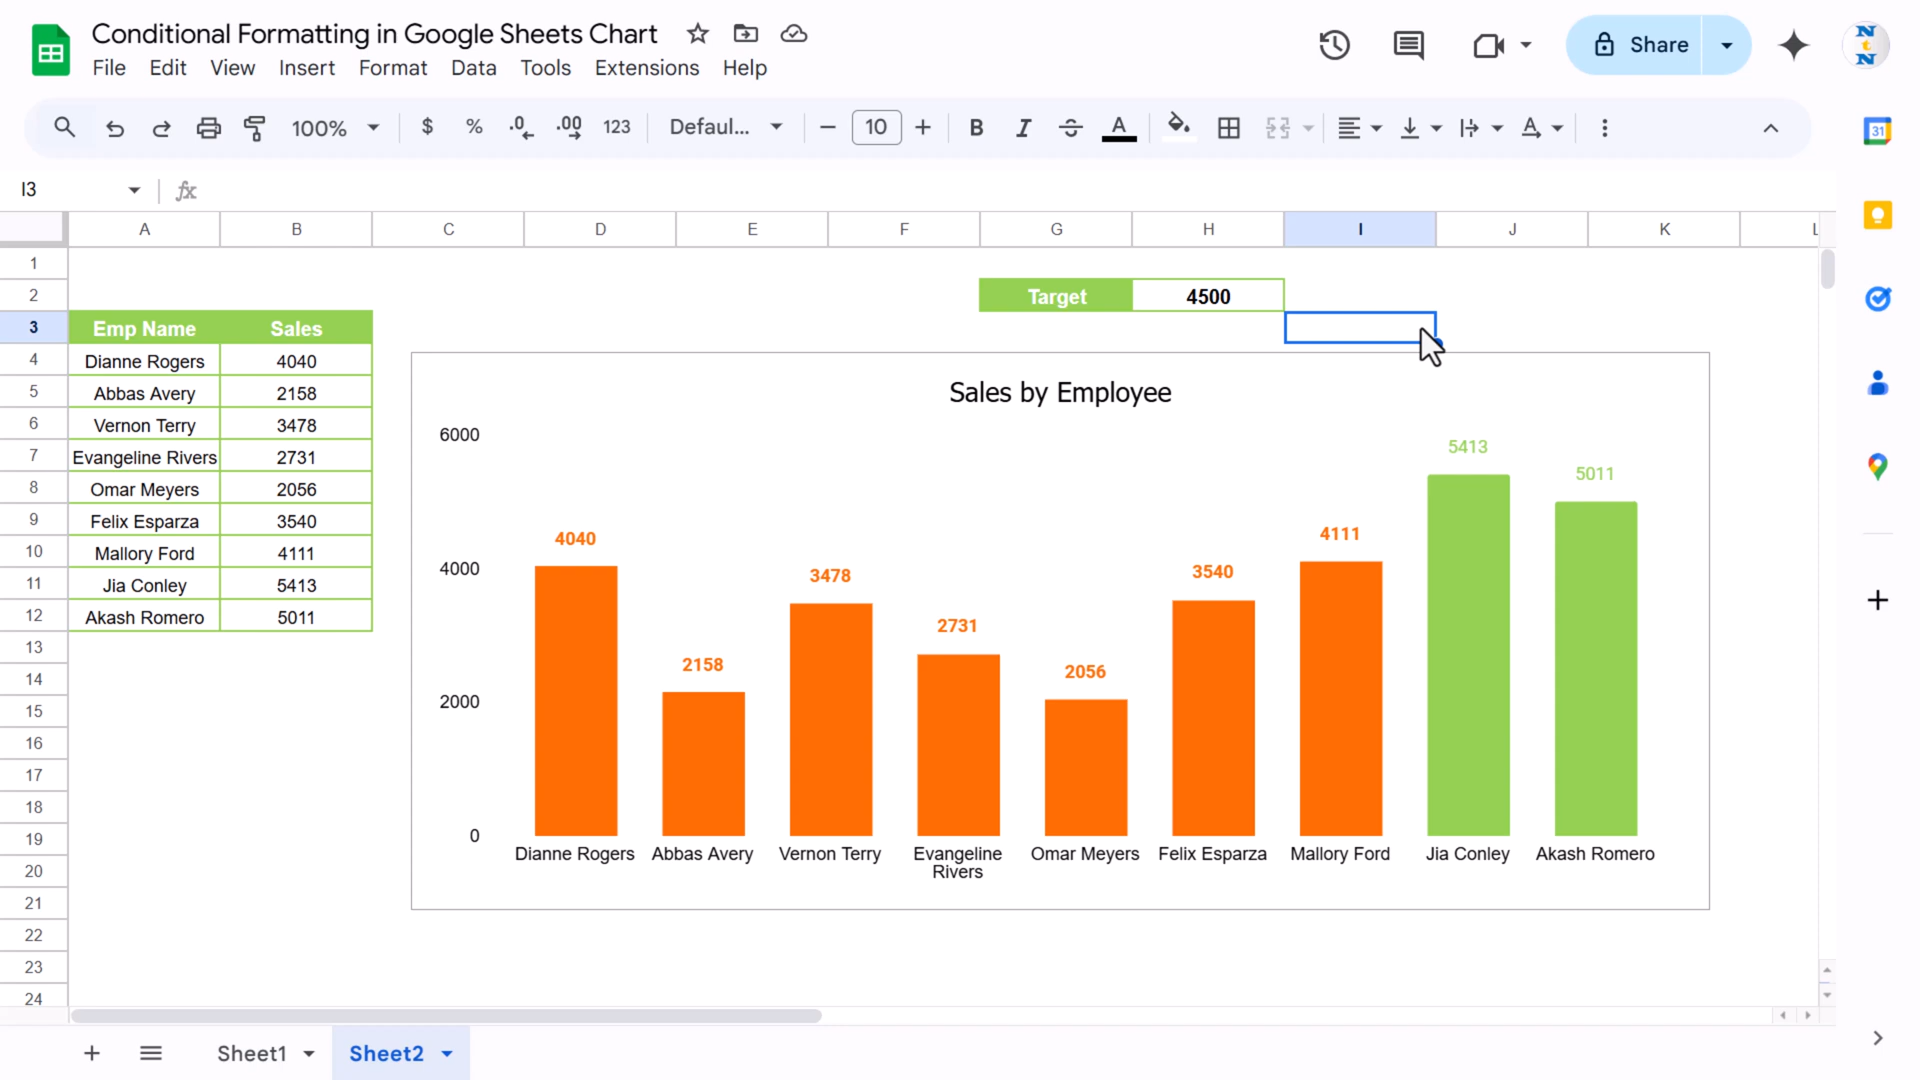 Conditional Formatting in Google Sheets Chart
File Edit View Insert Format Data Tools Extensions Help
Share
N
t
N
100% $ % .0 .00 123 Defaul... 10 B I A A
31
I3 fx
A B C D E F G H I J K L
1
2 Target 4500
3 Emp Name Sales
4 Dianne Rogers 4040
5 Abbas Avery 2158
6 Vernon Terry 3478
7 Evangeline Rivers 2731
8 Omar Meyers 2056
9 Felix Esparza 3540
10 Mallory Ford 4111
11 Jia Conley 5413
12 Akash Romero 5011
13
14
15
16
17
18
19
20
21
22
23
24
Sales by Employee
6000
4000
2000
0
4040 2158 3478 2731 2056 3540 4111 5413 5011
Dianne Rogers Abbas Avery Vernon Terry Evangeline Rivers Omar Meyers Felix Esparza Mallory Ford Jia Conley Akash Romero
Sheet1 Sheet2